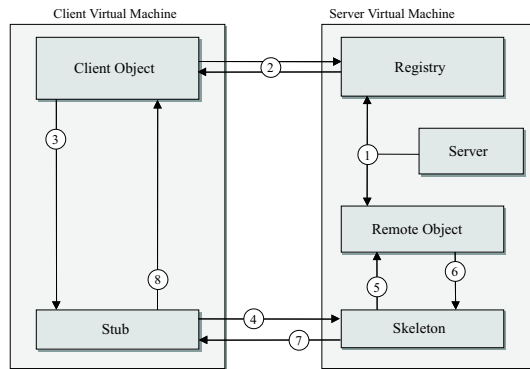 Client Virtual Machine
Server Virtual Machine
Client Object
2
Registry
3
1
Server
Remote Object
8
5
6
Stub
4
7
Skeleton